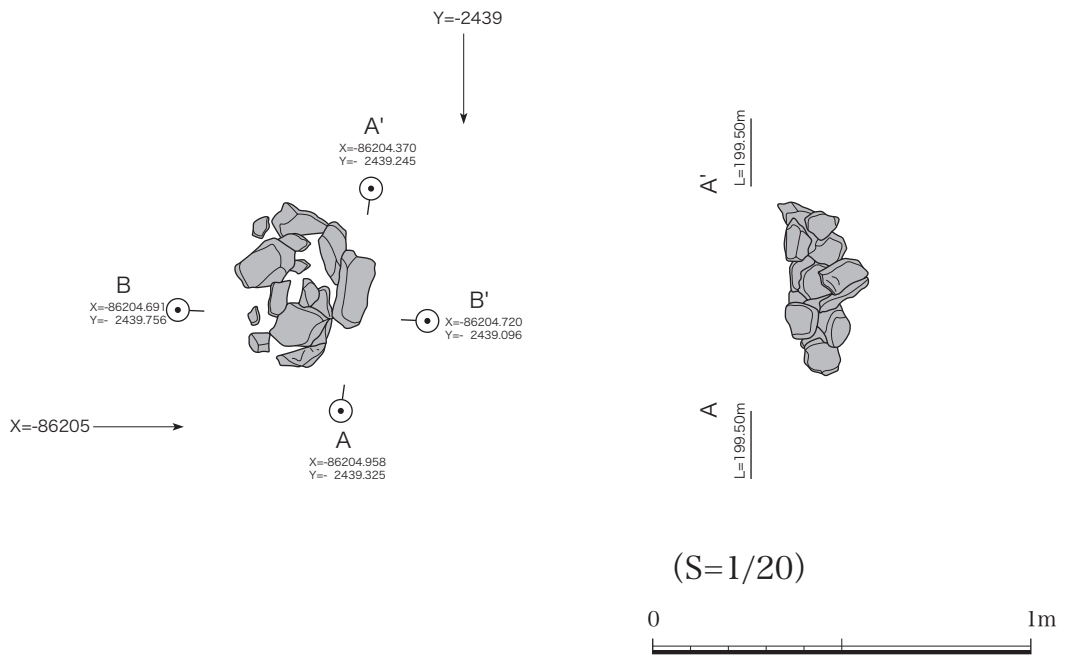 Y=-2439
A'
X=-86204.370
Y=- 2439.245
B
X=-86204.691
Y=- 2439.756
B'
X=-86204.720
Y=- 2439.096
X=-86205
A
X=-86204.958
Y=- 2439.325
A'
L=199.50m
A
L=199.50m
(S=1/20)
0 1m